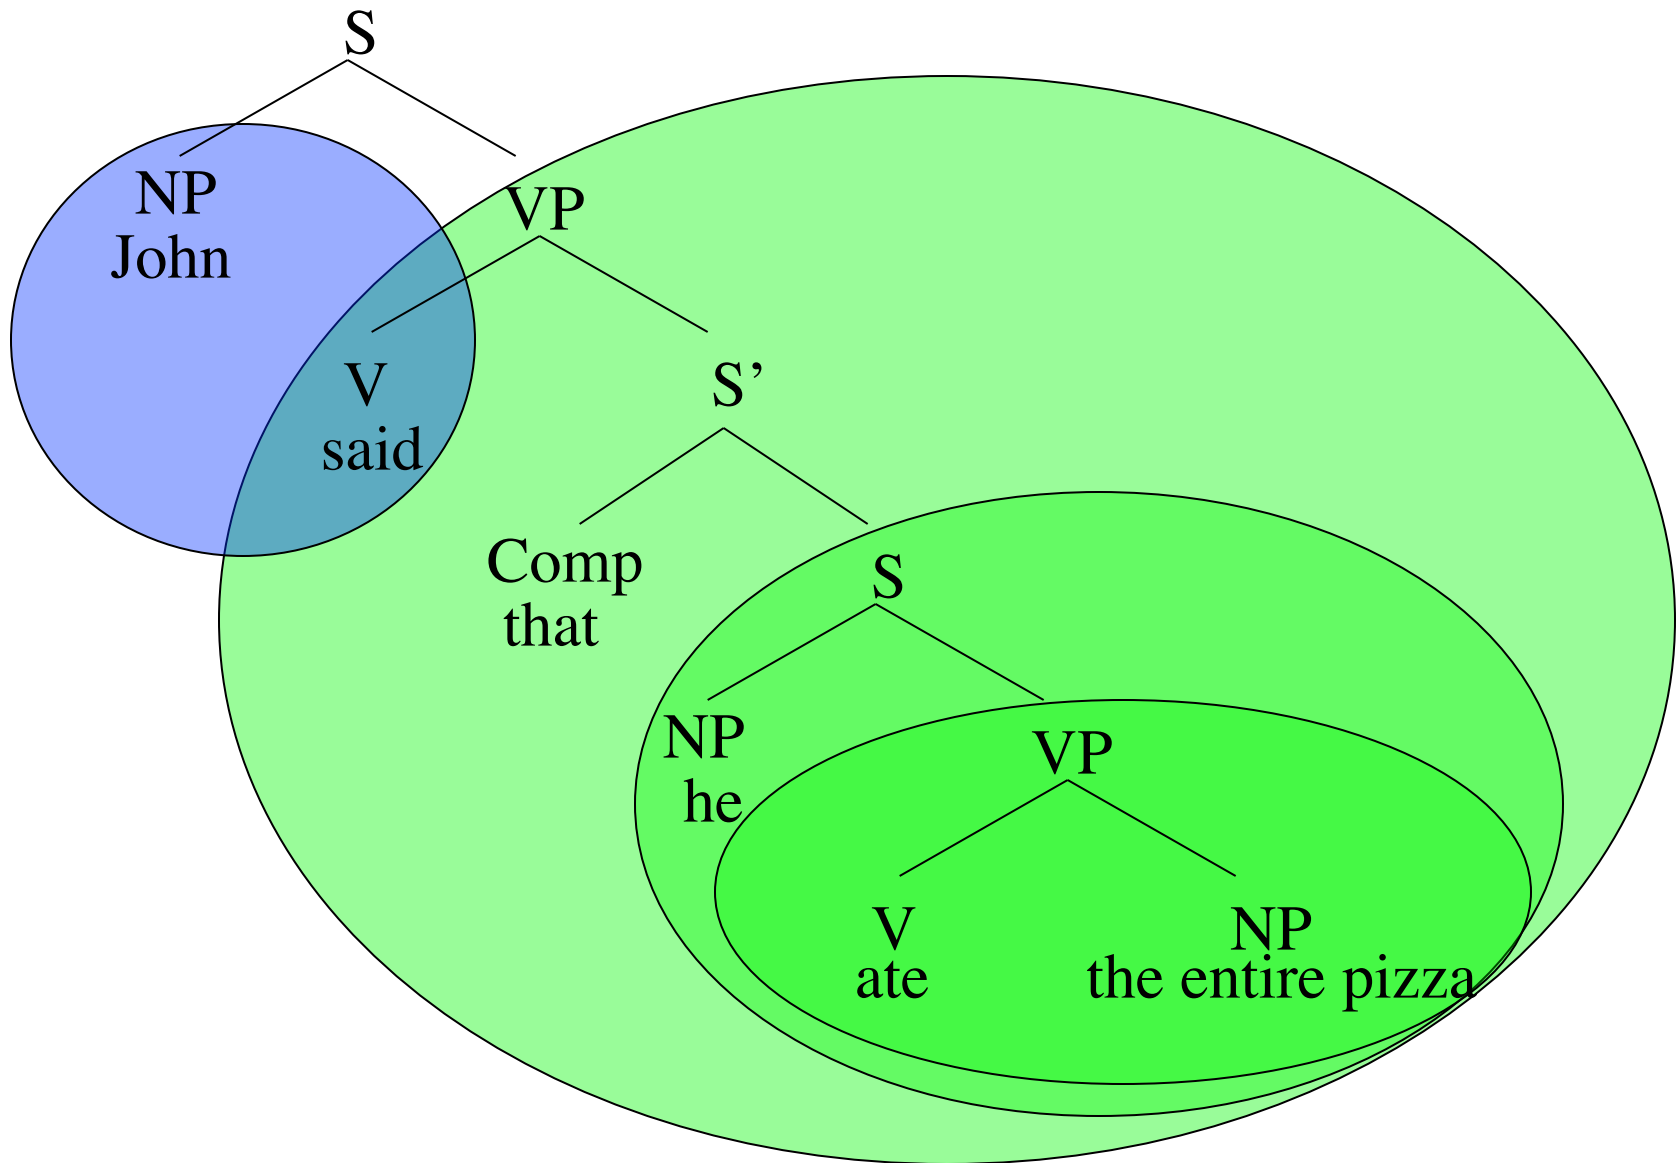 S
NP
VP
John
V
S’
said
Comp
S
that
NP
VP
he
V
NP
ate
the entire pizza